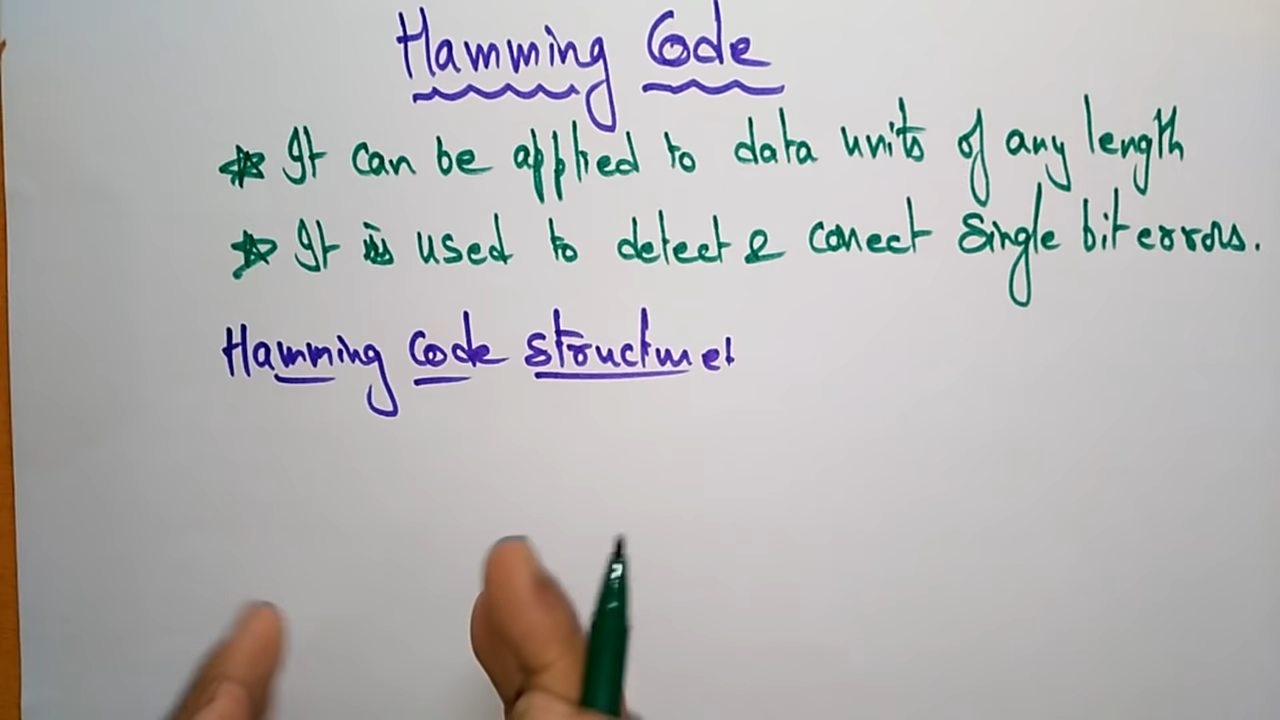 Hamming Code
* It can be applied to data units of any length
* It is used to detect & correct single bit errors.
Hamming Code structure: